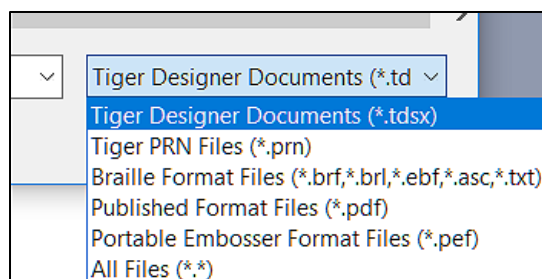 Tiger Designer Documents (*.td
Tiger Designer Documents (*.tdsx)
Tiger PRN Files (*.prn)
Braille Format Files (*.brf,*.brl,*.ebf,*.asc,*.txt)
Published Format Files (*.pdf)
Portable Embosser Format Files (*.pef)
All Files (*.*)